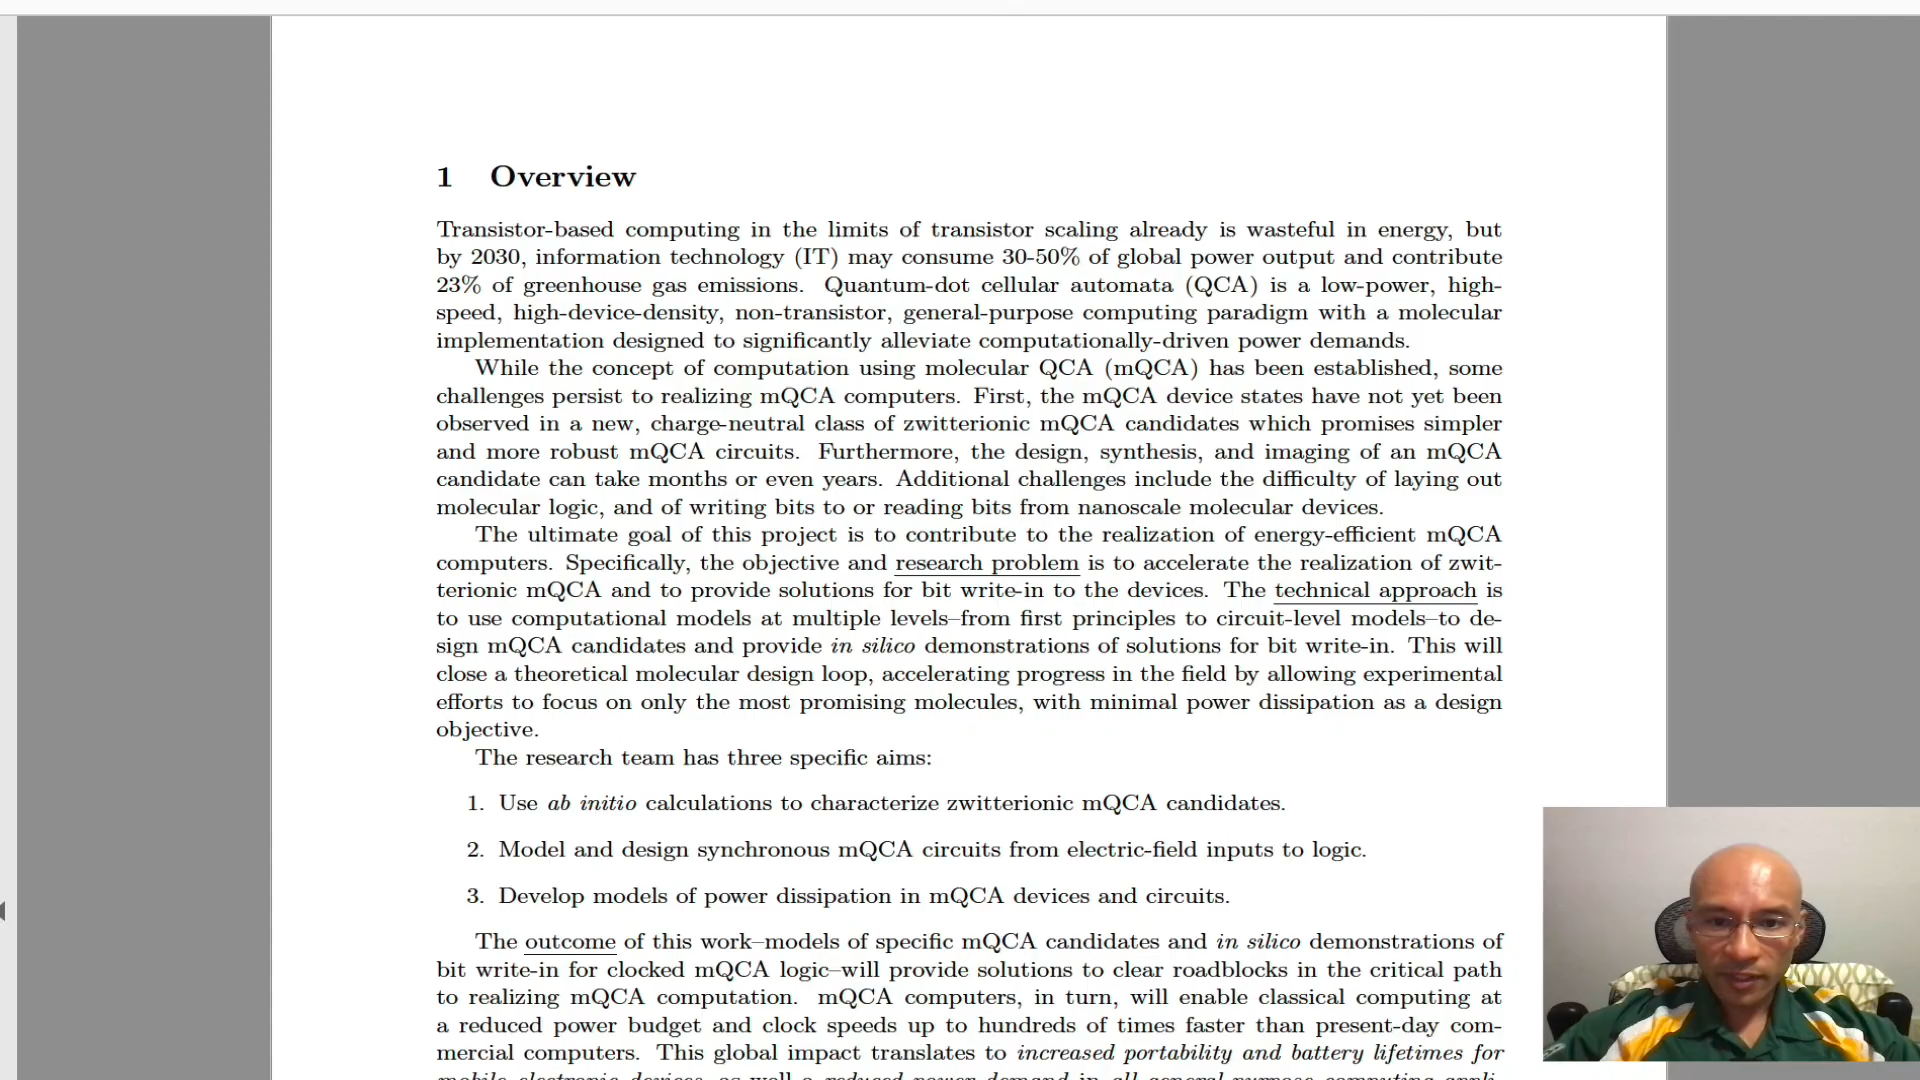 1 Overview
Transistor-based computing in the limits of transistor scaling already is wasteful in energy, but
by 2030, information technology (IT) may consume 30-50% of global power output and contribute
23% of greenhouse gas emissions. Quantum-dot cellular automata (QCA) is a low-power, high-
speed, high-device-density, non-transistor, general-purpose computing paradigm with a molecular
implementation designed to significantly alleviate computationally-driven power demands.
While the concept of computation using molecular QCA (mQCA) has been established, some
challenges persist to realizing mQCA computers. First, the mQCA device states have not yet been
observed in a new, charge-neutral class of zwitterionic mQCA candidates which promises simpler
and more robust mQCA circuits. Furthermore, the design, synthesis, and imaging of an mQCA
candidate can take months or even years. Additional challenges include the difficulty of laying out
molecular logic, and of writing bits to or reading bits from nanoscale molecular devices.
The ultimate goal of this project is to contribute to the realization of energy-efficient mQCA
computers. Specifically, the objective and research problem is to accelerate the realization of zwit-
terionic mQCA and to provide solutions for bit write-in to the devices. The technical approach is
to use computational models at multiple levels–from first principles to circuit-level models–to de-
sign mQCA candidates and provide in silico demonstrations of solutions for bit write-in. This will
close a theoretical molecular design loop, accelerating progress in the field by allowing experimental
efforts to focus on only the most promising molecules, with minimal power dissipation as a design
objective.
The research team has three specific aims:
1. Use ab initio calculations to characterize zwitterionic mQCA candidates.
2. Model and design synchronous mQCA circuits from electric-field inputs to logic.
3. Develop models of power dissipation in mQCA devices and circuits.
The outcome of this work–models of specific mQCA candidates and in silico demonstrations of
bit write-in for clocked mQCA logic–will provide solutions to clear roadblocks in the critical path
to realizing mQCA computation. mQCA computers, in turn, will enable classical computing at
a reduced power budget and clock speeds up to hundreds of times faster than present-day com-
mercial computers. This global impact translates to increased portability and battery lifetimes for
mobile electronic devices, as well a reduced power demand in all general-purpose computing appli-